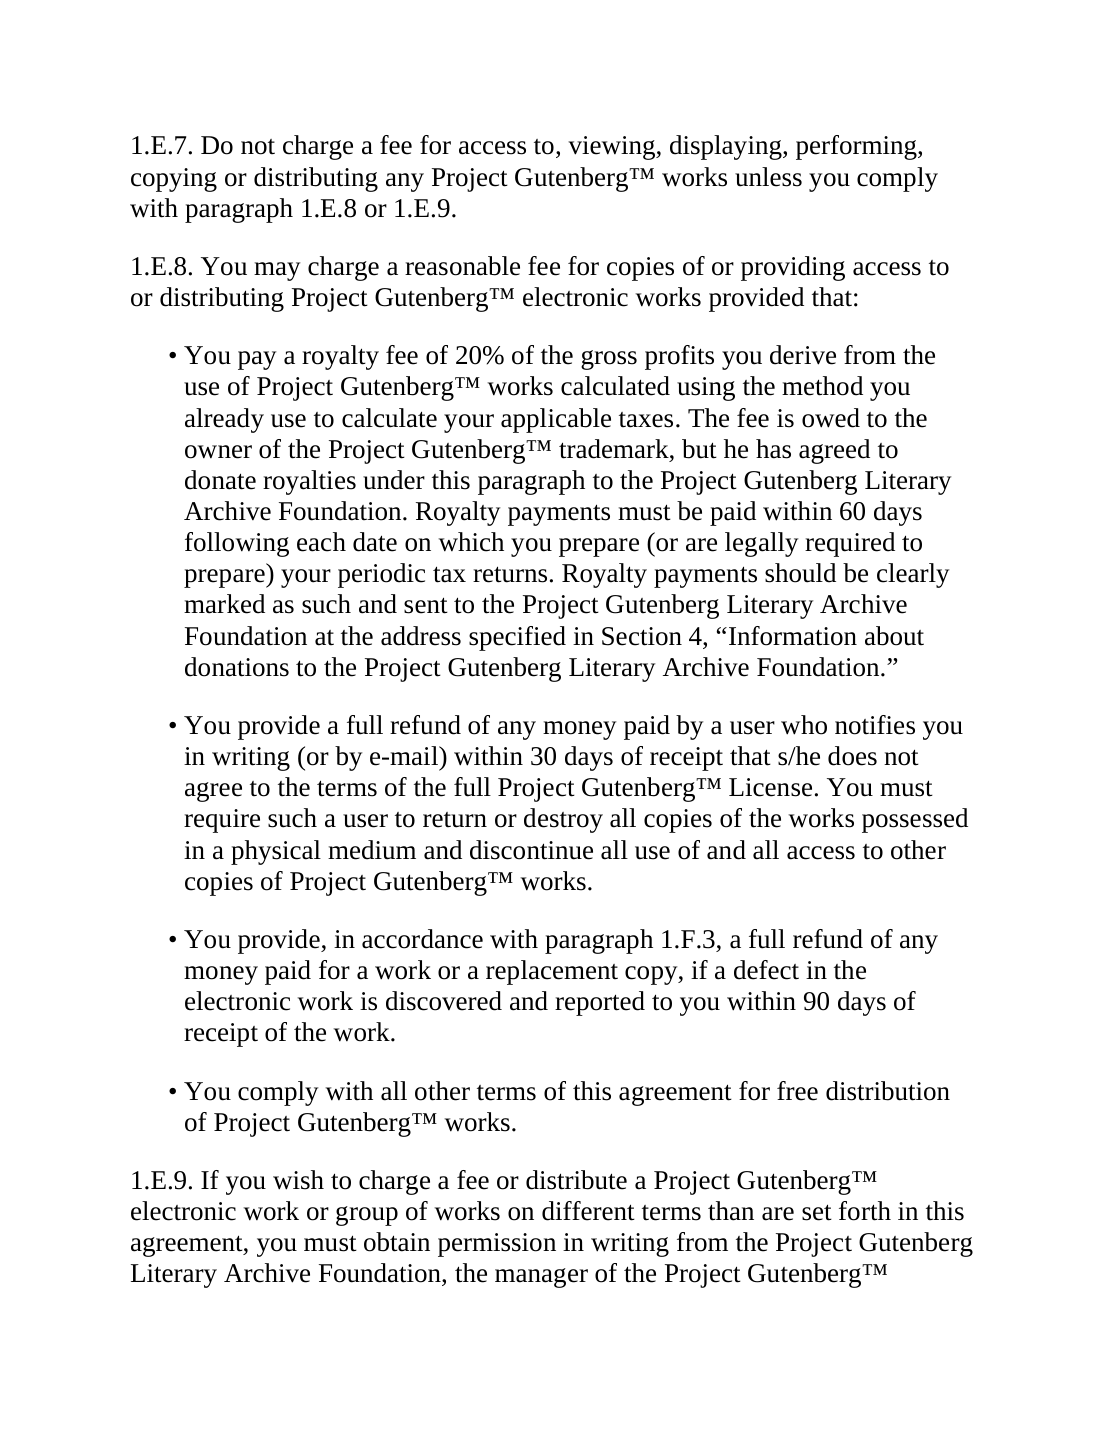 1.E.7. Do not charge a fee for access to, viewing, displaying, performing,
copying or distributing any Project Gutenberg™ works unless you comply
with paragraph 1.E.8 or 1.E.9.
1.E.8. You may charge a reasonable fee for copies of or providing access to
or distributing Project Gutenberg™ electronic works provided that:
• You pay a royalty fee of 20% of the gross profits you derive from the
use of Project Gutenberg™ works calculated using the method you
already use to calculate your applicable taxes. The fee is owed to the
owner of the Project Gutenberg™ trademark, but he has agreed to
donate royalties under this paragraph to the Project Gutenberg Literary
Archive Foundation. Royalty payments must be paid within 60 days
following each date on which you prepare (or are legally required to
prepare) your periodic tax returns. Royalty payments should be clearly
marked as such and sent to the Project Gutenberg Literary Archive
Foundation at the address specified in Section 4, “Information about
donations to the Project Gutenberg Literary Archive Foundation.”
• You provide a full refund of any money paid by a user who notifies you
in writing (or by e-mail) within 30 days of receipt that s/he does not
agree to the terms of the full Project Gutenberg™ License. You must
require such a user to return or destroy all copies of the works possessed
in a physical medium and discontinue all use of and all access to other
copies of Project Gutenberg™ works.
• You provide, in accordance with paragraph 1.F.3, a full refund of any
money paid for a work or a replacement copy, if a defect in the
electronic work is discovered and reported to you within 90 days of
receipt of the work.
• You comply with all other terms of this agreement for free distribution
of Project Gutenberg™ works.
1.E.9. If you wish to charge a fee or distribute a Project Gutenberg™
electronic work or group of works on different terms than are set forth in this
agreement, you must obtain permission in writing from the Project Gutenberg
Literary Archive Foundation, the manager of the Project Gutenberg™